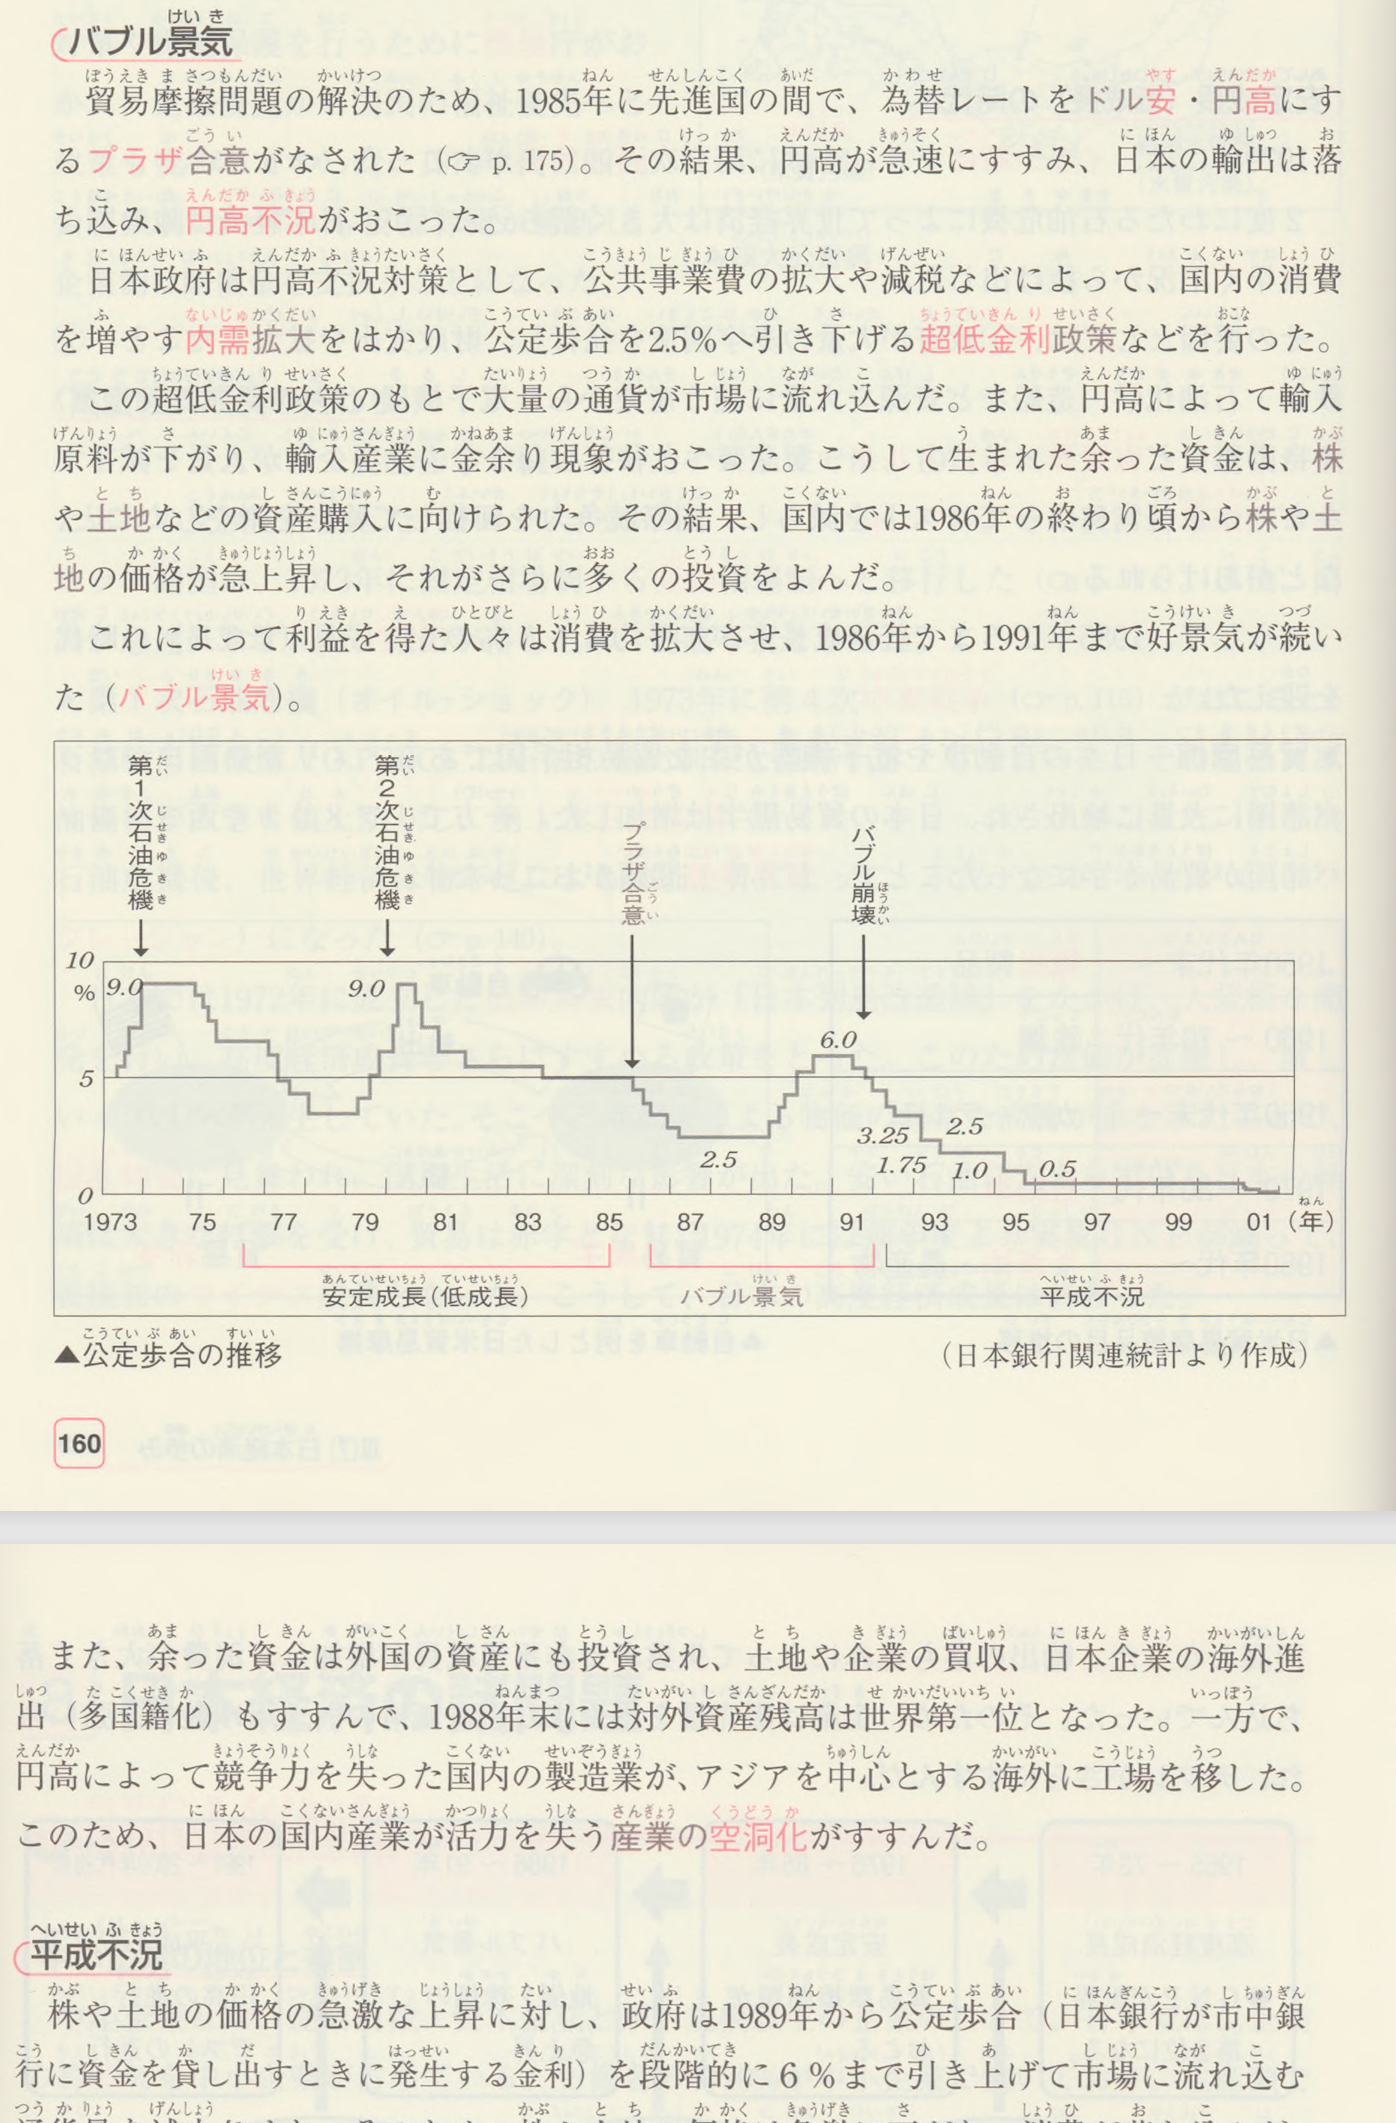 バブル景気
貿易摩擦問題の解決のため、1985年に先進国の間で、為替レートをドル安・円高にす
るプラザ合意がなされた（☞ p. 175）。その結果、円高が急速にすすみ、日本の輸出は落
ち込み、円高不況がおこった。
日本政府は円高不況対策として、公共事業費の拡大や減税などによって、国内の消費
を増やす内需拡大をはかり、公定歩合を2.5％へ引き下げる超低金利政策などを行った。
この超低金利政策のもとで大量の通貨が市場に流れ込んだ。また、円高によって輸入
原料が下がり、輸入産業に金余り現象がおこった。こうして生まれた余った資金は、株
や土地などの資産購入に向けられた。その結果、国内では1986年の終わり頃から株や土
地の価格が急上昇し、それがさらに多くの投資をよんだ。
これによって利益を得た人々は消費を拡大させ、1986年から1991年まで好景気が続い
た（バブル景気）。
第1次石油危機
第2次石油危機
プラザ合意
バブル崩壊
10
%
9.0
9.0
6.0
5
2.5
3.25
2.5
1.75
1.0
0.5
0
1973 75 77 79 81 83 85 87 89 91 93 95 97 99 01（年）
安定成長（低成長）
バブル景気
平成不況
▲公定歩合の推移
（日本銀行関連統計より作成）
160
また、余った資金は外国の資産にも投資され、土地や企業の買収、日本企業の海外進
出（多国籍化）もすすんで、1988年末には対外資産残高は世界第一位となった。一方で、
円高によって競争力を失った国内の製造業が、アジアを中心とする海外に工場を移した。
このため、日本の国内産業が活力を失う産業の空洞化がすすんだ。
平成不況
株や土地の価格の急激な上昇に対し、政府は1989年から公定歩合（日本銀行が市中銀
行に資金を貸し出すときに発生する金利）を段階的に６％まで引き上げて市場に流れ込む